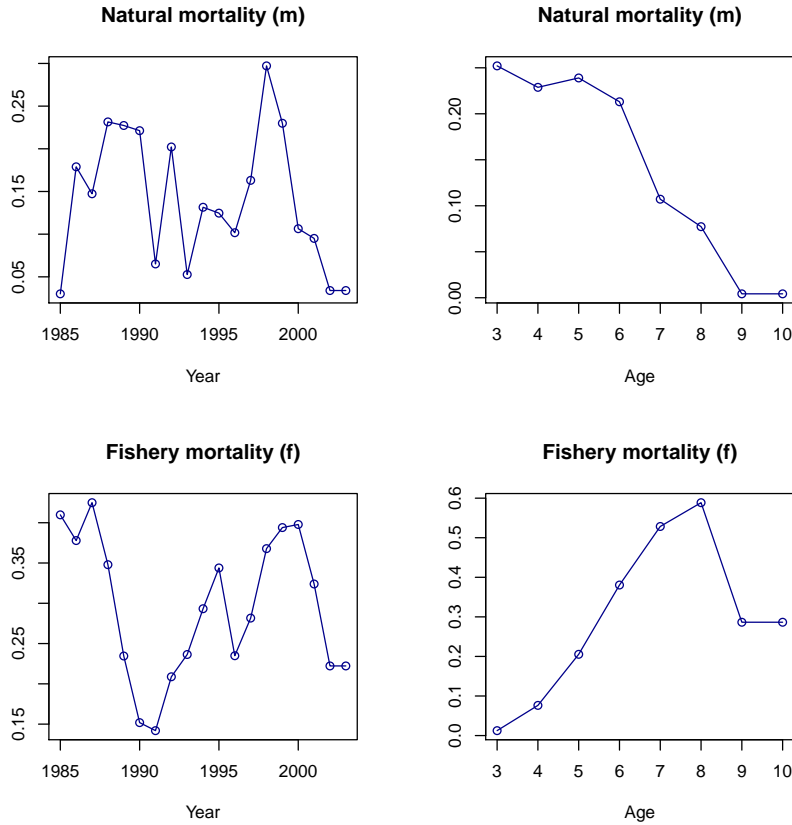 Natural mortality (m)
0.05 0.15 0.25
1985 1990 1995 2000
Year
Natural mortality (m)
0.00 0.10 0.20
3 4 5 6 7 8 9 10
Age
Fishery mortality (f)
0.15 0.25 0.35
1985 1990 1995 2000
Year
Fishery mortality (f)
0.0 0.1 0.2 0.3 0.4 0.5 0.6
3 4 5 6 7 8 9 10
Age